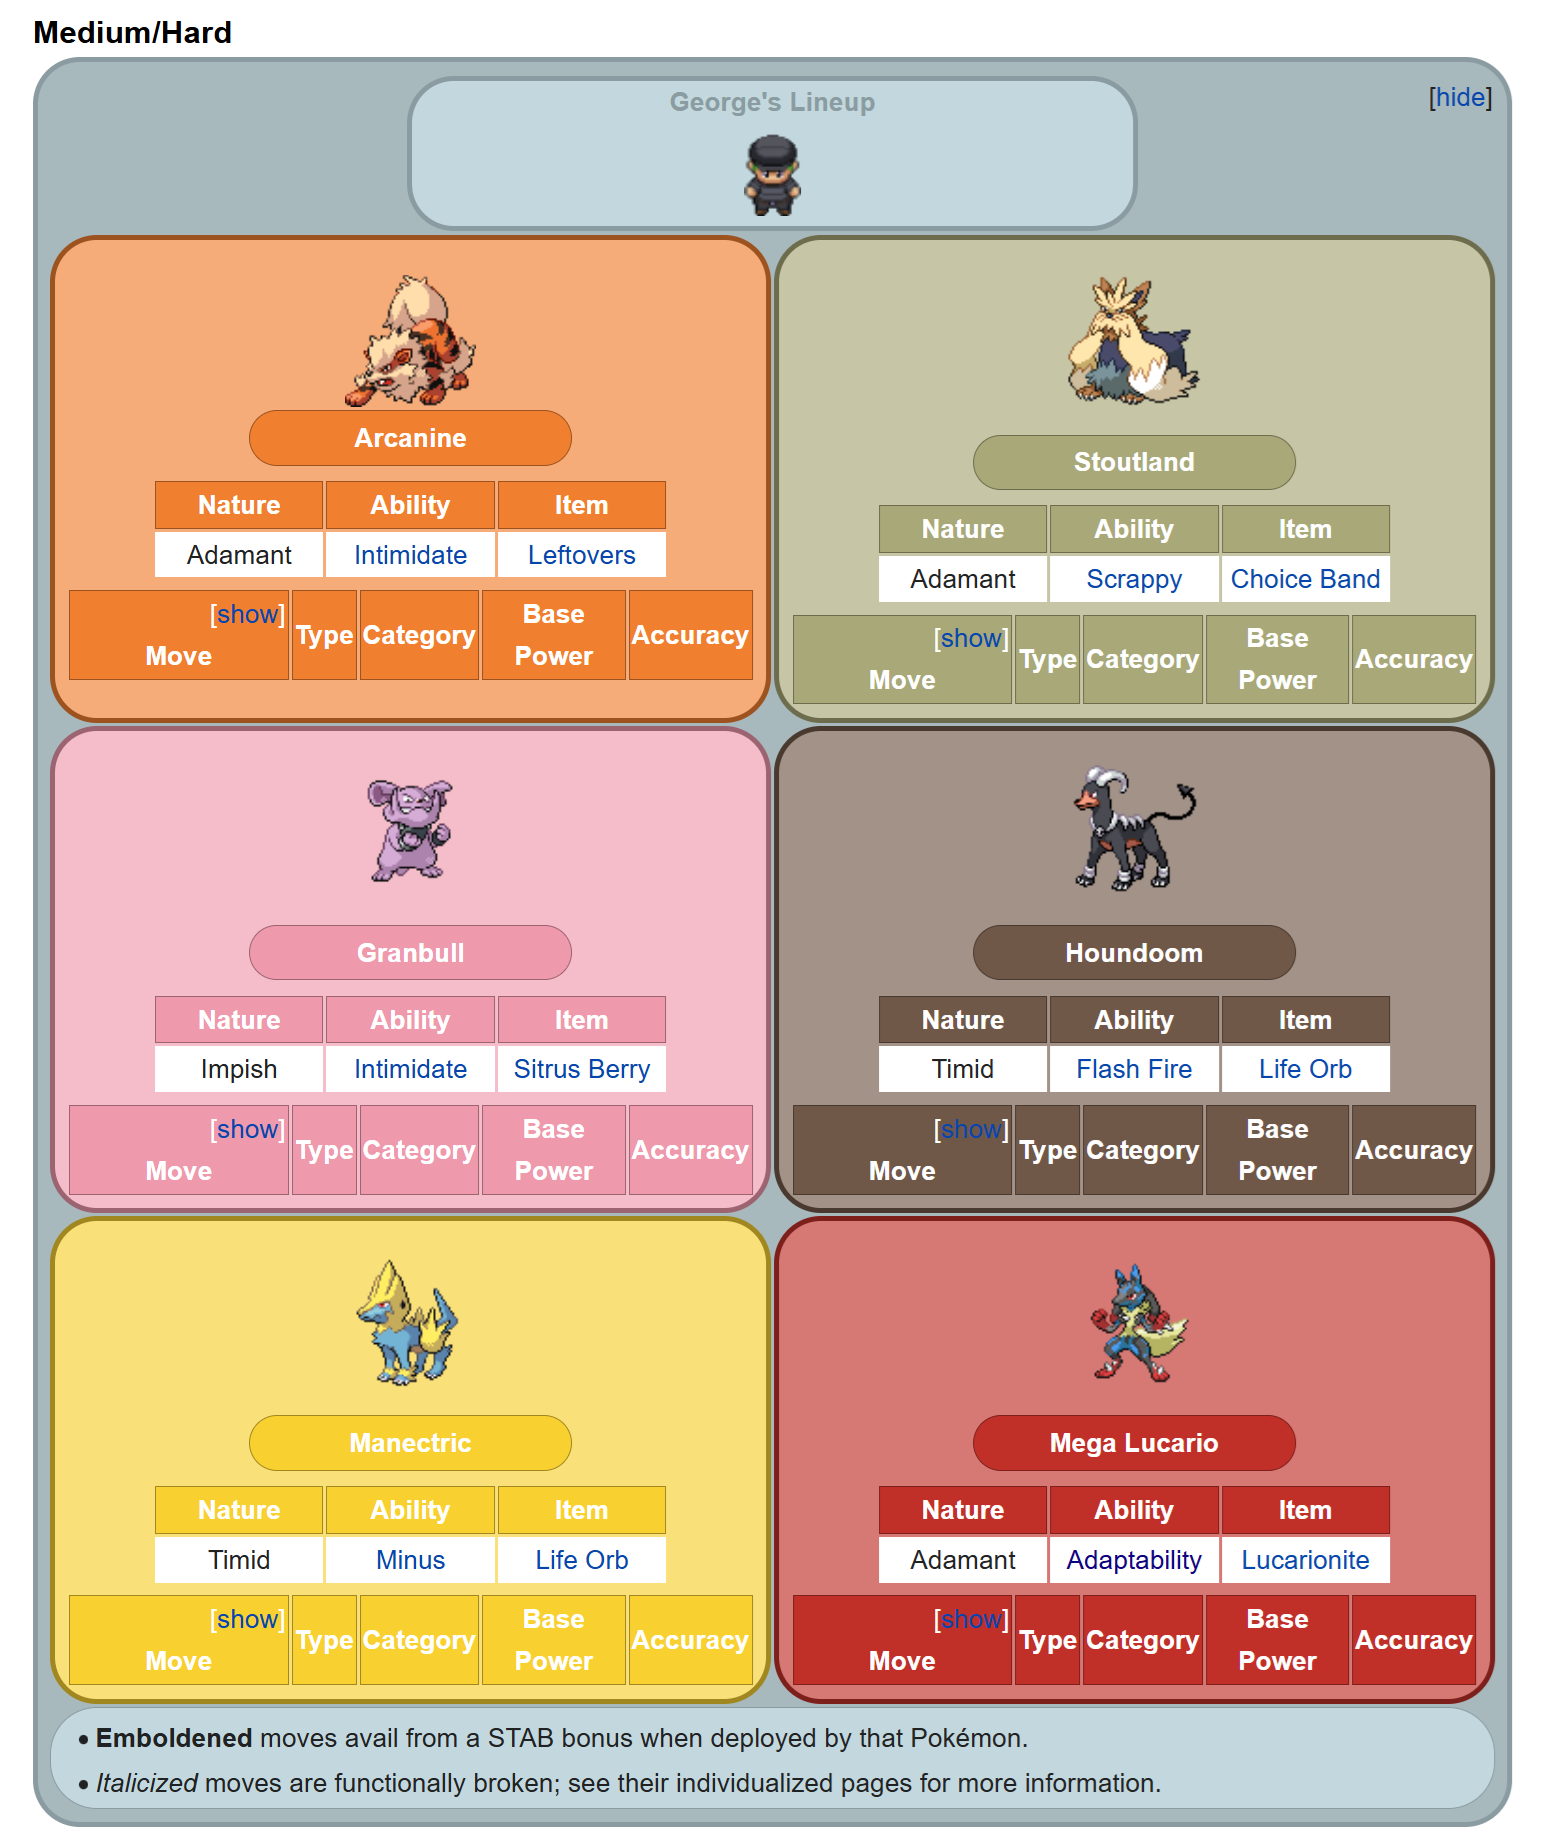 Medium/Hard
George's Lineup
[hide]
Arcanine
Nature Ability Item
Adamant Intimidate Leftovers
[show]
Move Type Category Base Power Accuracy
Stoutland
Nature Ability Item
Adamant Scrappy Choice Band
[show]
Move Type Category Base Power Accuracy
Granbull
Nature Ability Item
Impish Intimidate Sitrus Berry
[show]
Move Type Category Base Power Accuracy
Houndoom
Nature Ability Item
Timid Flash Fire Life Orb
[show]
Move Type Category Base Power Accuracy
Manectric
Nature Ability Item
Timid Minus Life Orb
[show]
Move Type Category Base Power Accuracy
Mega Lucario
Nature Ability Item
Adamant Adaptability Lucarionite
[show]
Move Type Category Base Power Accuracy
• Emboldened moves avail from a STAB bonus when deployed by that Pokémon.
• Italicized moves are functionally broken; see their individualized pages for more information.